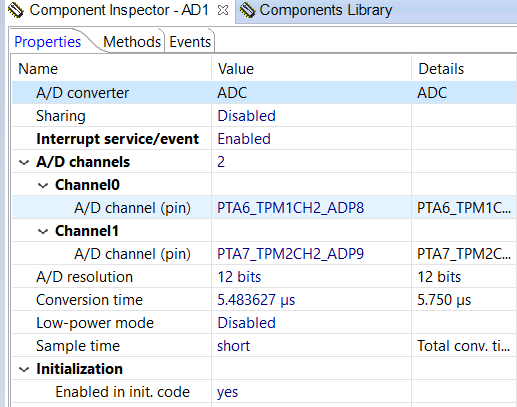 Component Inspector - AD1 Components Library
Properties Methods Events
Name Value Details
A/D converter ADC ADC
Sharing Disabled
Interrupt service/event Enabled
A/D channels 2
Channel0
A/D channel (pin) PTA6_TPM1CH2_ADP8 PTA6_TPM1C...
Channel1
A/D channel (pin) PTA7_TPM2CH2_ADP9 PTA7_TPM2C...
A/D resolution 12 bits 12 bits
Conversion time 5.483627 µs 5.750 µs
Low-power mode Disabled
Sample time short Total conv. ti...
Initialization
Enabled in init. code yes